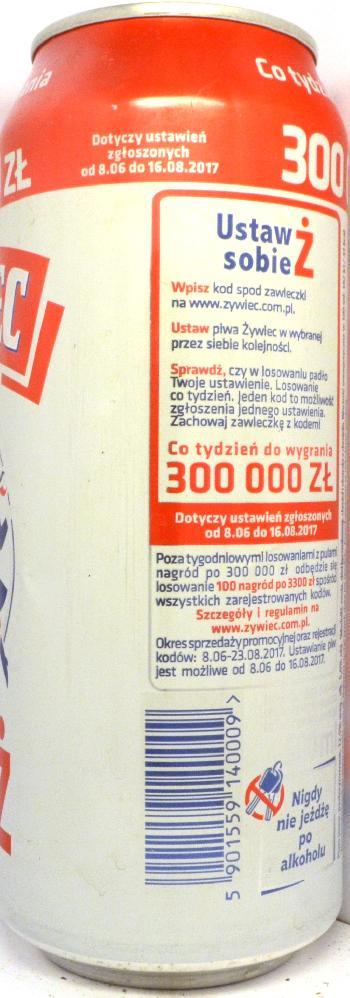 Co tydz
nia
Dotyczy ustawień
zgłoszonych
od 8.06 do 16.08.2017
ZŁ
300
EC
Ustaw Ż
sobie
Wpisz kod spod zawleczki
na www.zywiec.com.pl.
Ustaw piwa Żywiec w wybranej
przez siebie kolejności.
Sprawdź, czy w losowaniu padło
Twoje ustawienie. Losowanie
co tydzień. Jeden kod to możliwość
zgłoszenia jednego ustawienia.
Zachowaj zawleczkę z kodem!
Co tydzień do wygrania
300 000 ZŁ
Dotyczy ustawień zgłoszonych
od 8.06 do 16.08.2017
Poza tygodniowymi losowaniami z pulami
nagród po 300 000 zł odbędzie się
losowanie 100 nagród po 3300 zł spośród
wszystkich zarejestrowanych kodów.
Szczegóły i regulamin na
www.zywiec.com.pl.
Okres sprzedaży promocyjnej oraz rejestracji
kodów: 8.06-23.08.2017. Ustawianie piw
jest możliwe od 8.06 do 16.08.2017.
Ż
5 901559 140009 >
Nigdy
nie jeżdżę
po
alkoholu